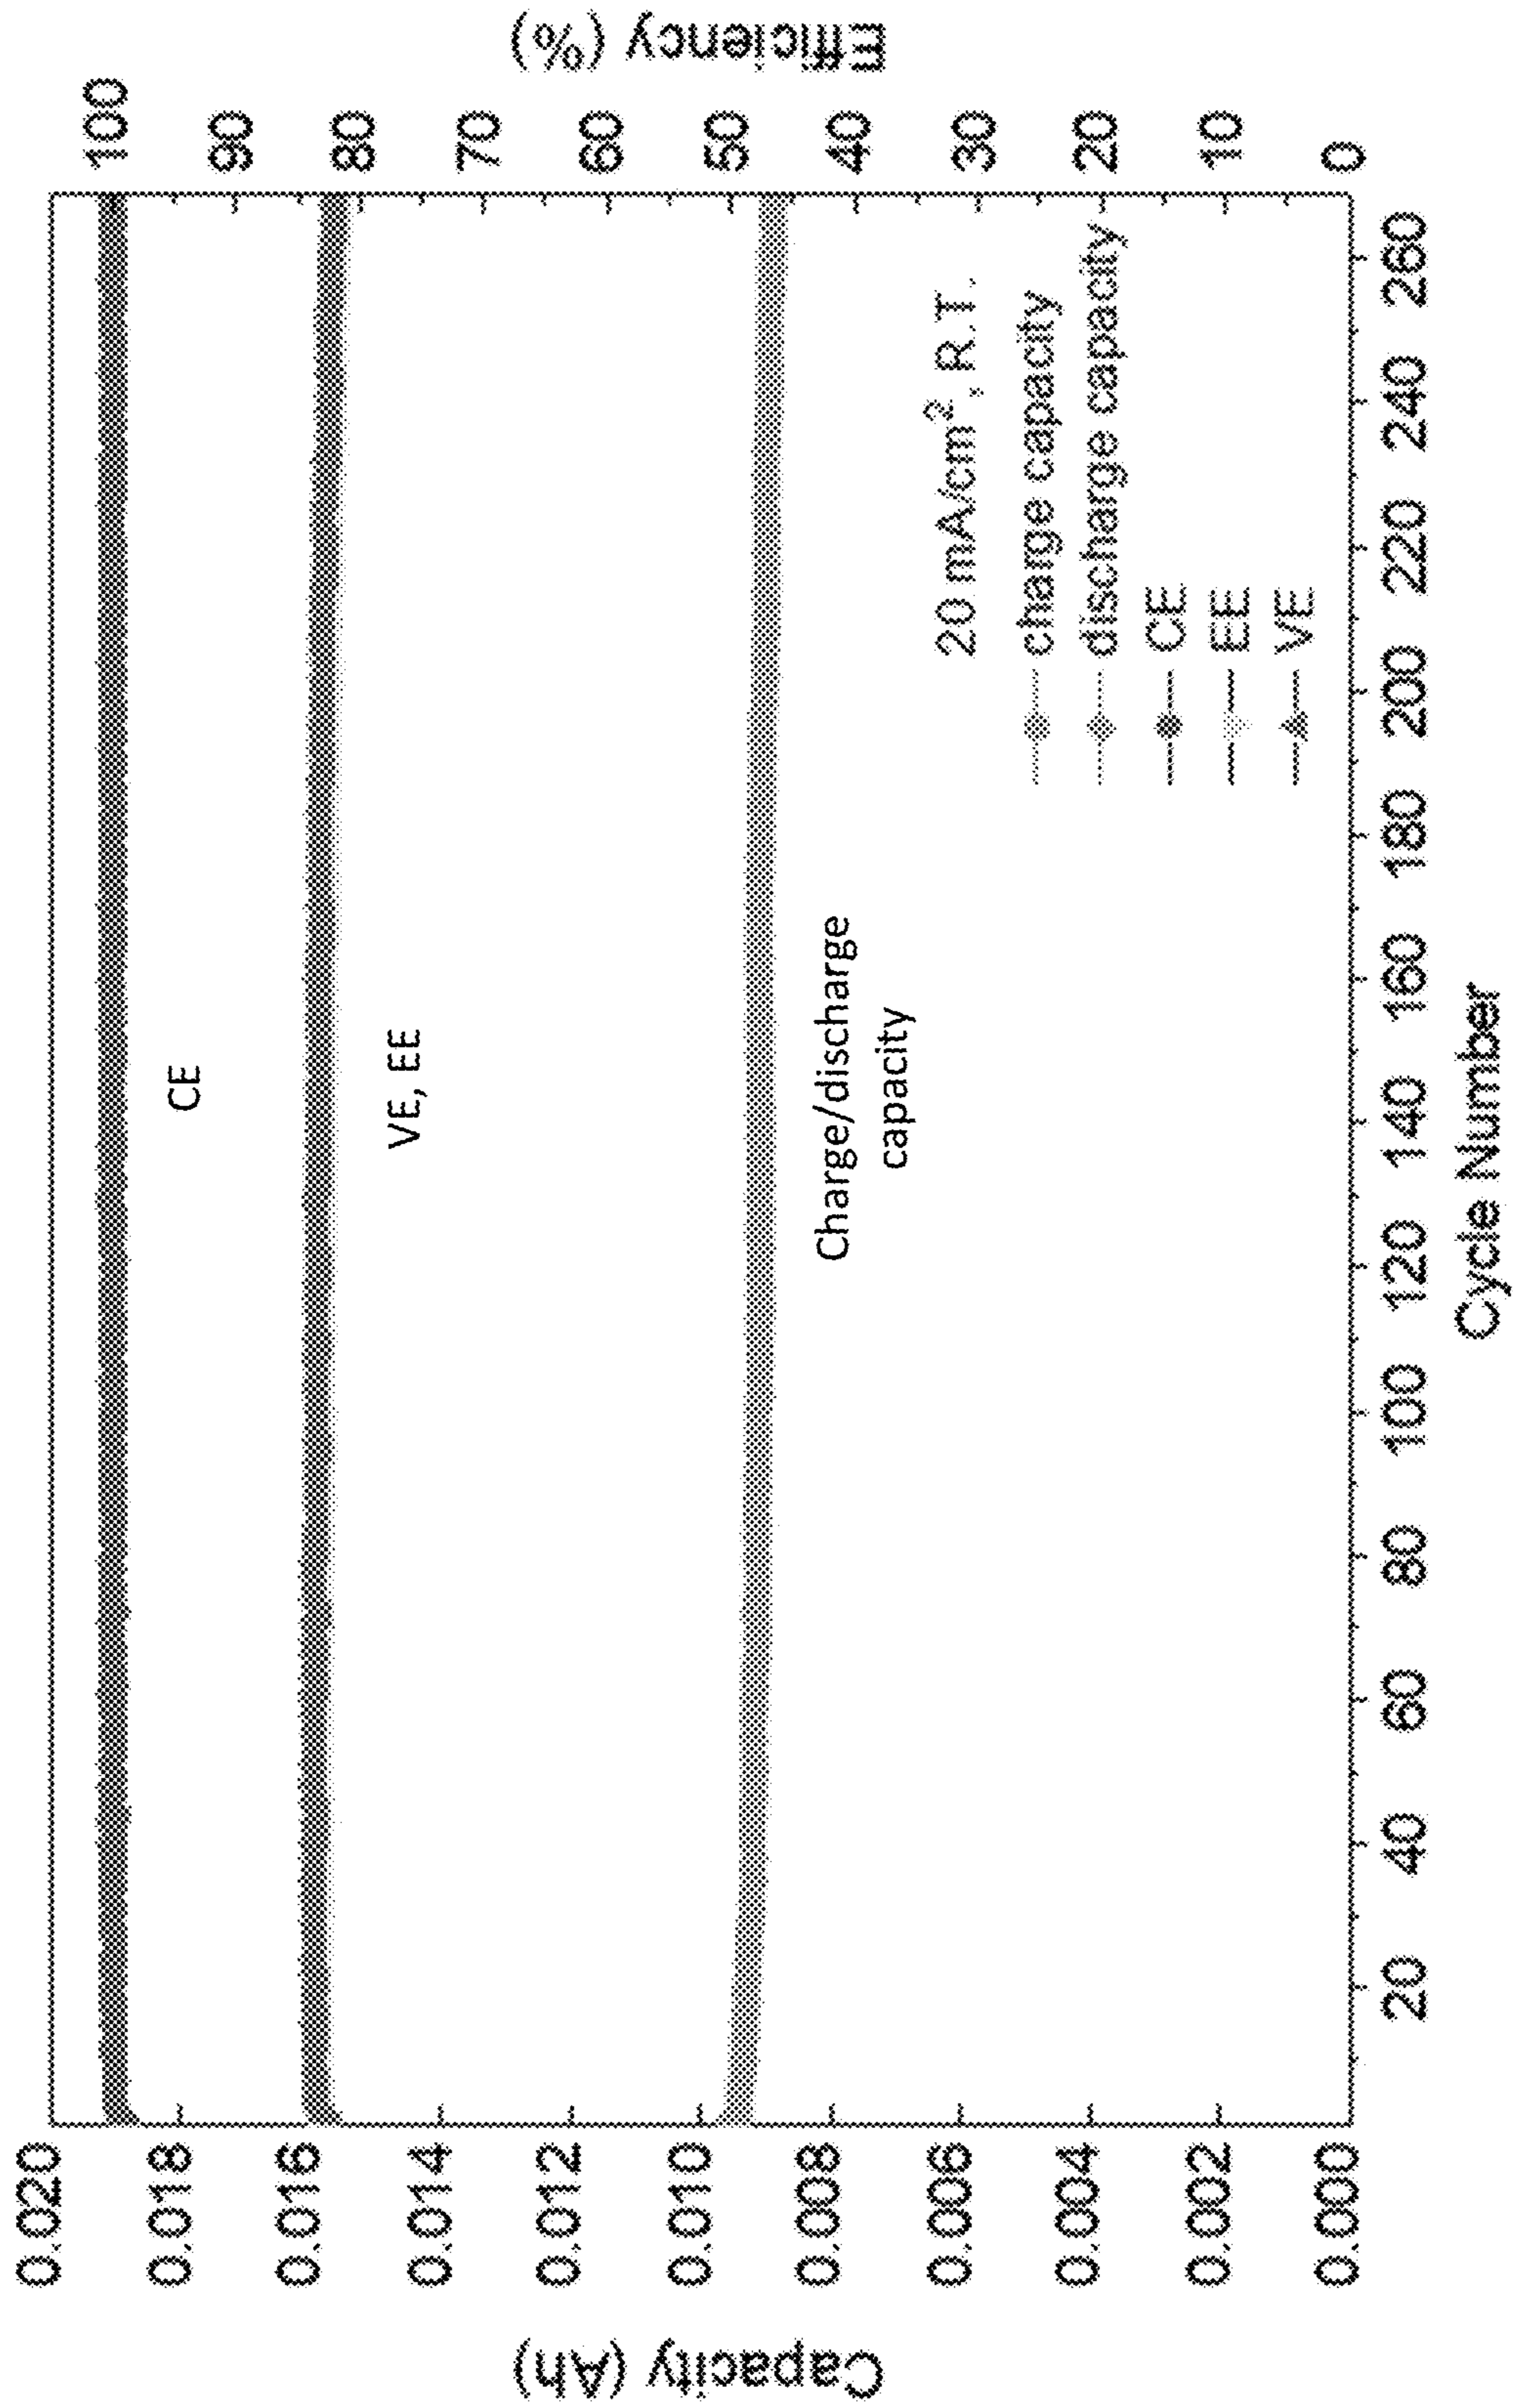 Capacity (Ah)
0.020
0.018
0.016
0.014
0.012
0.010
0.008
0.006
0.004
0.002
0.000
CE
VE, EE
Charge/discharge
capacity
20 mA/cm², R.T.
charge capacity
discharge capacity
CE
EE
VE
100
90
80
70
60
50
40
30
20
10
0
Efficiency (%)
20 40 60 80 100 120 140 160 180 200 220 240 260
Cycle Number